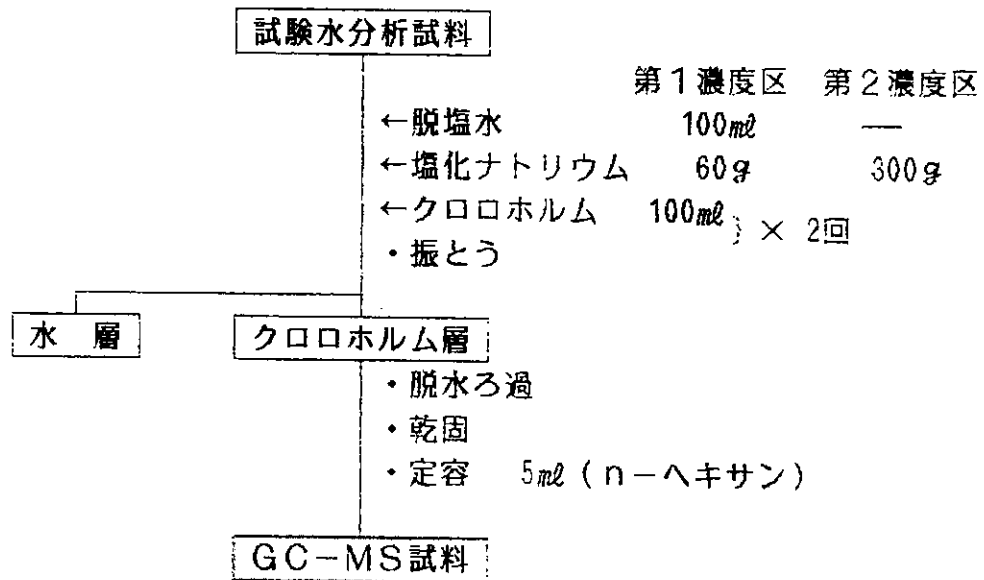 試験水分析試料
第1濃度区 第2濃度区
←脱塩水 100ml —
←塩化ナトリウム 60g 300g
←クロロホルム 100ml } × 2回
・振とう
水 層 クロロホルム層
・脱水ろ過
・乾固
・定容 5ml (n-ヘキサン)
GC-MS試料